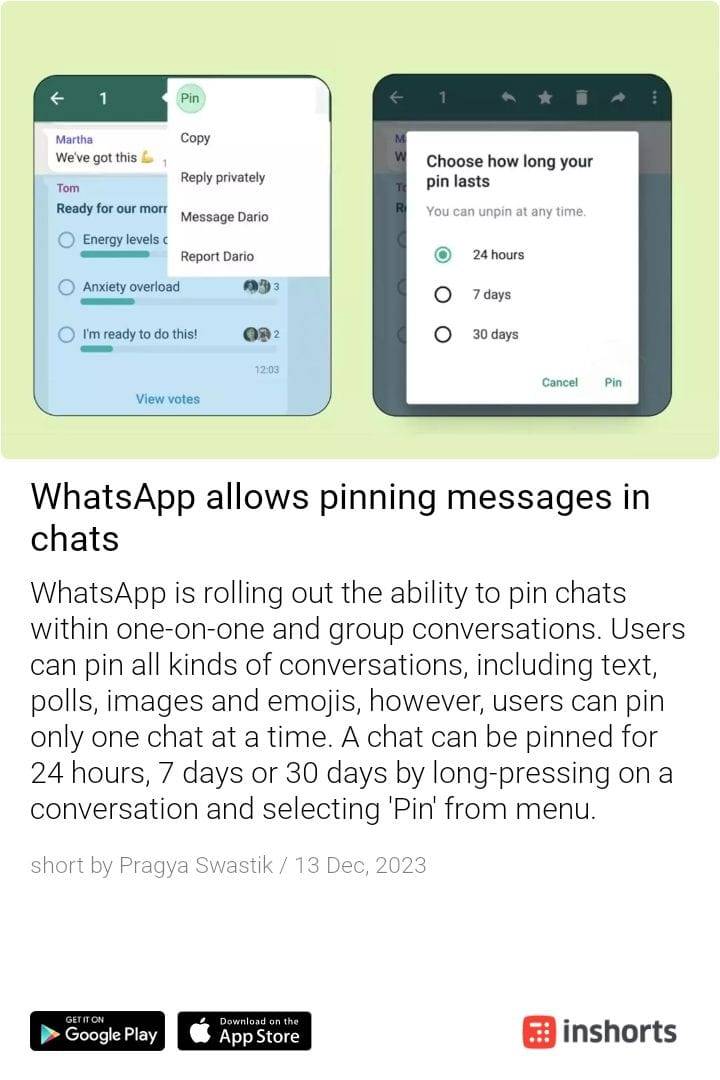 1
Pin
Copy
Reply privately
Message Dario
Report Dario
Martha
We've got this 💪
Tom
Ready for our morr
Energy levels
Anxiety overload
3
I'm ready to do this!
2
12:03
View votes
1
M
W
R
Choose how long your
pin lasts
You can unpin at any time.
24 hours
7 days
30 days
Cancel
Pin
WhatsApp allows pinning messages in
chats
WhatsApp is rolling out the ability to pin chats
within one-on-one and group conversations. Users
can pin all kinds of conversations, including text,
polls, images and emojis, however, users can pin
only one chat at a time. A chat can be pinned for
24 hours, 7 days or 30 days by long-pressing on a
conversation and selecting 'Pin' from menu.
short by Pragya Swastik / 13 Dec, 2023
GET IT ON
Google Play
Download on the
App Store
inshorts